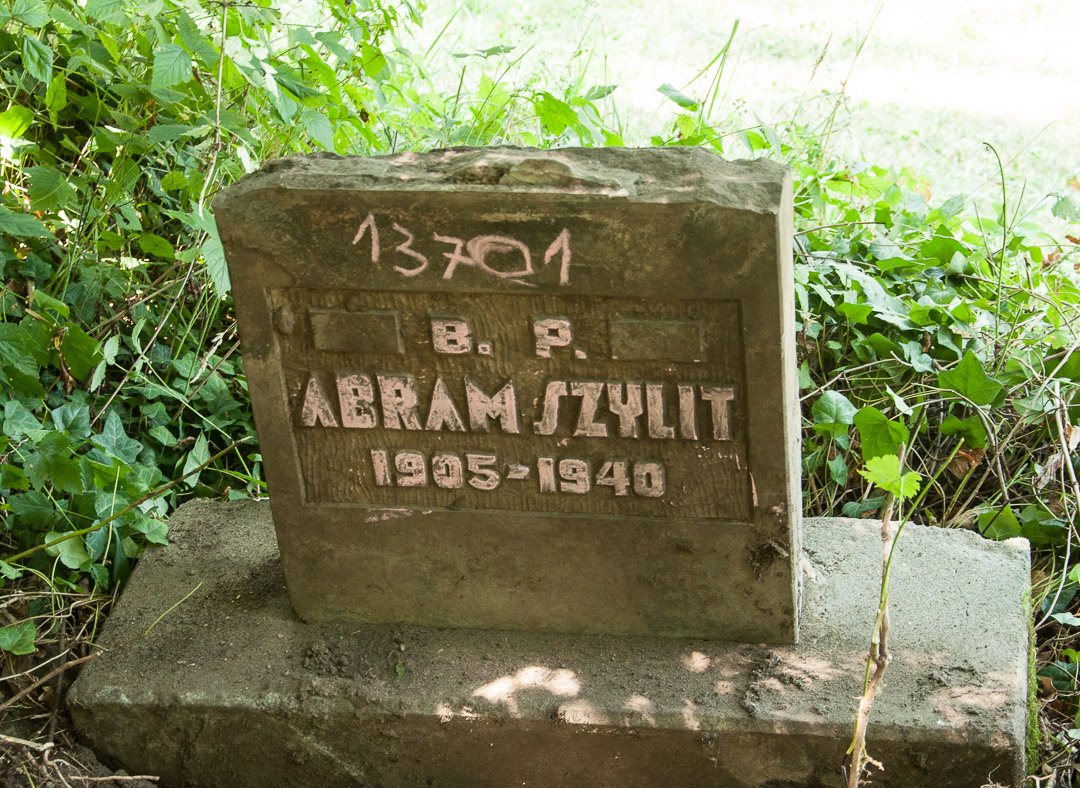 13701
B. P.
ABRAM SZYLIT
1905-1940